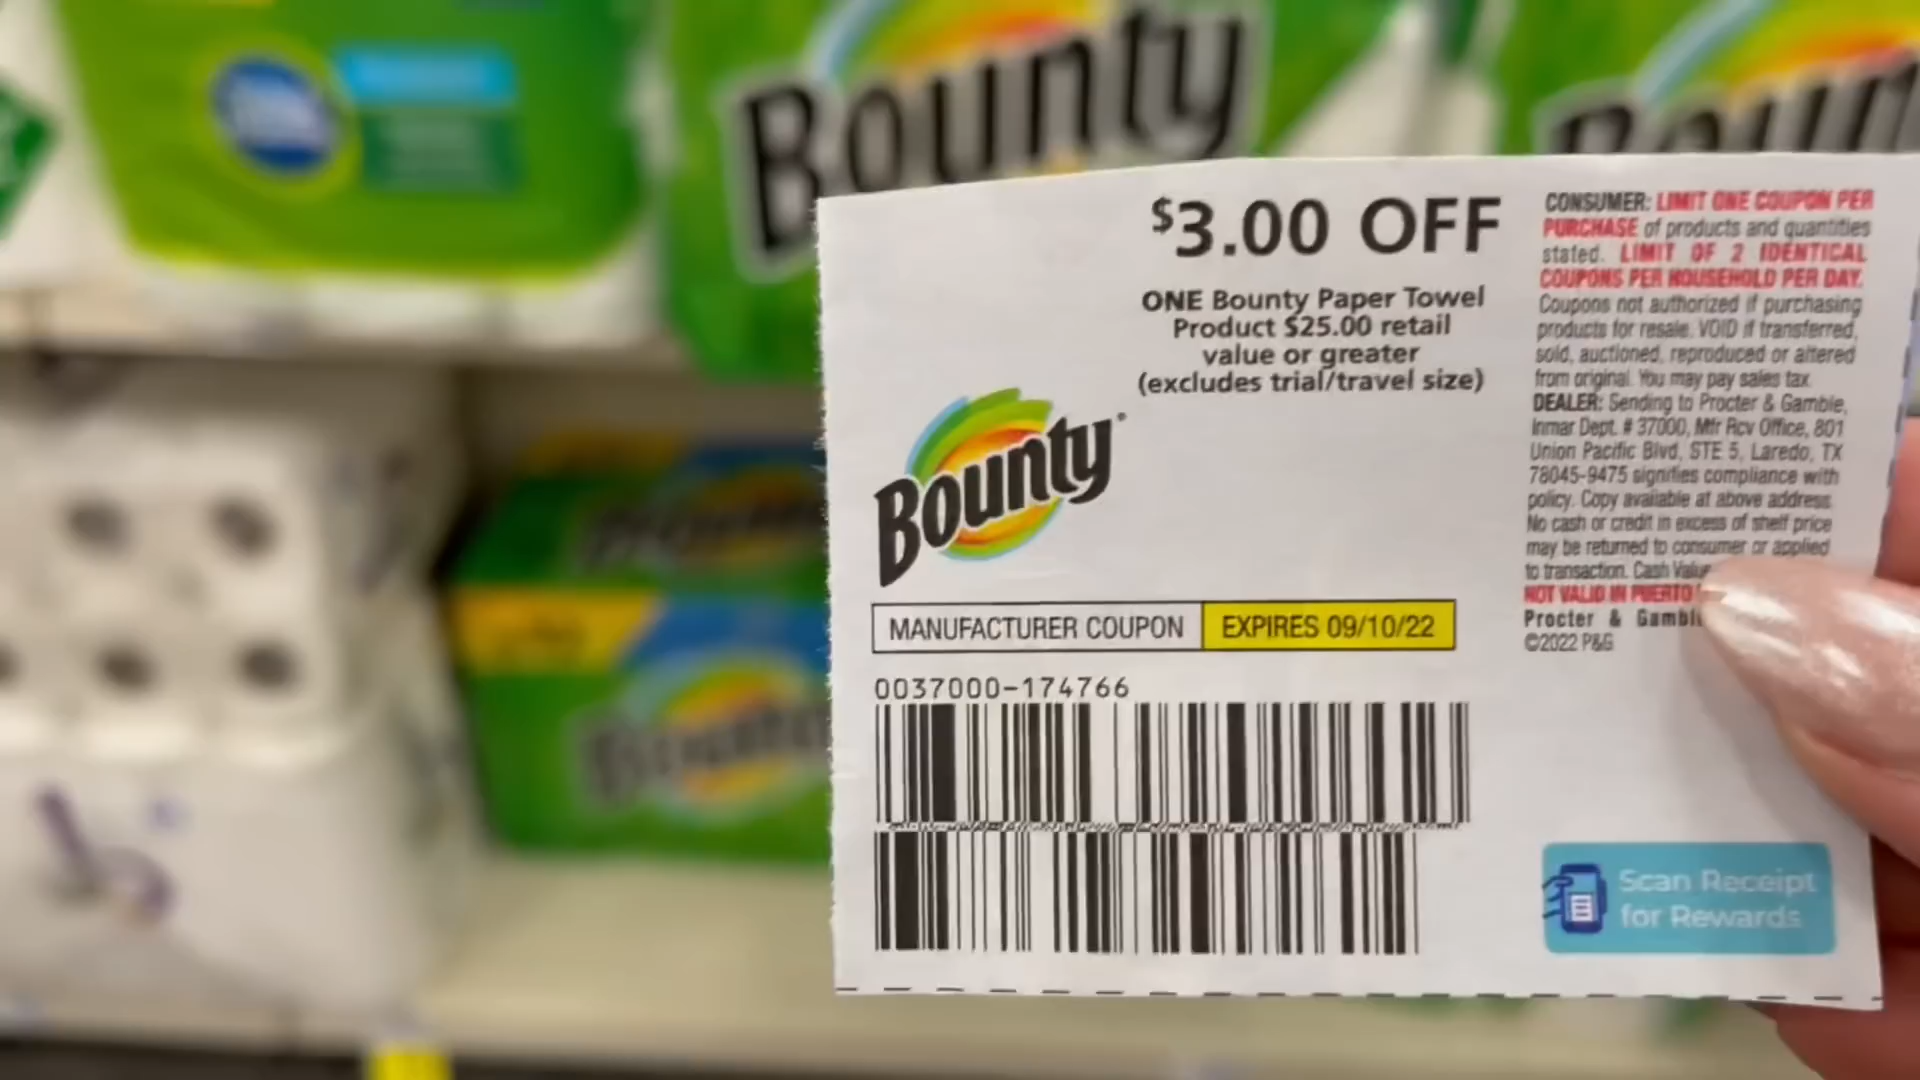 Bounty
$3.00 OFF
ONE Bounty Paper Towel
Product $25.00 retail
value or greater
(excludes trial/travel size)
Bounty
MANUFACTURER COUPON EXPIRES 09/10/22
0037000-174766
CONSUMER: LIMIT ONE COUPON PER
PURCHASE of products and quantities
stated. LIMIT OF 2 IDENTICAL
COUPONS PER HOUSEHOLD PER DAY.
Coupons not authorized if purchasing
products for resale. VOID if transferred,
sold, auctioned, reproduced or altered
from original. You may pay sales tax.
DEALER: Sending to Procter & Gamble,
Inmar Dept. # 37000, Mfr Rcv Office, 801
Union Pacific Blvd, STE 5, Laredo, TX
78045-9475 signifies compliance with
policy. Copy available at above address.
No cash or credit in excess of shelf price
may be returned to consumer or applied
to transaction. Cash Value
NOT VALID IN PUERTO
Procter & Gambl
©2022 P&G
Scan Receipt
for Rewards